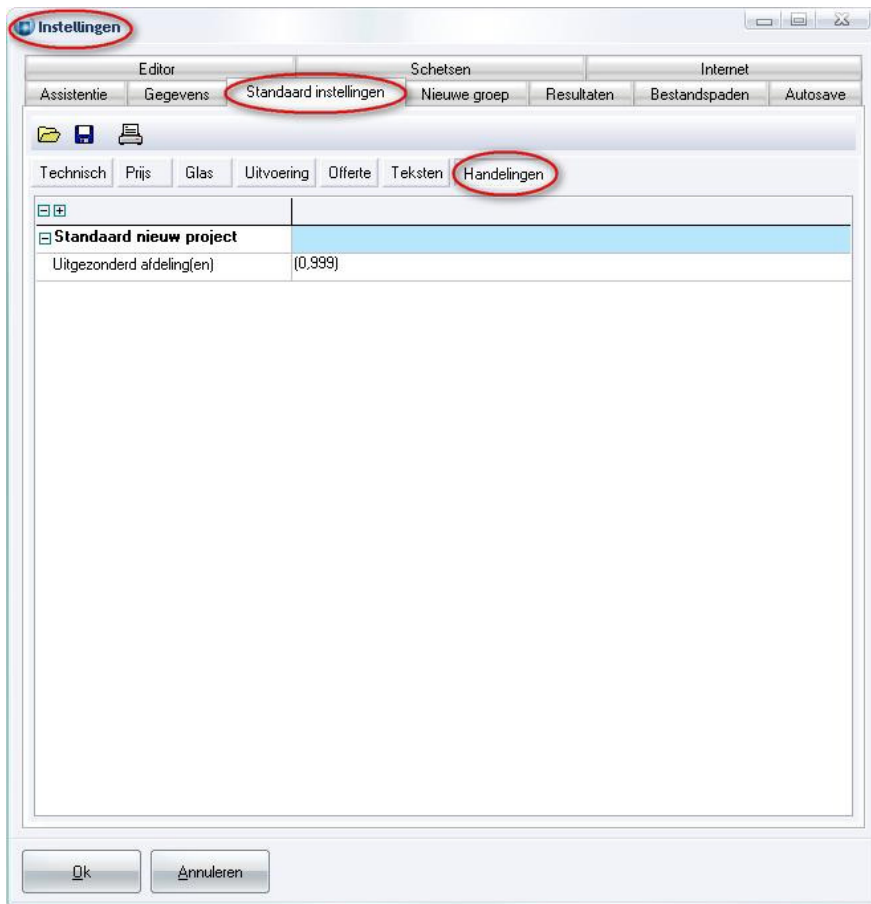 Instellingen
Editor Schetsen Internet
Assistentie Gegevens Standaard instellingen Nieuwe groep Resultaten Bestandspaden Autosave
Technisch Prijs Glas Uitvoering Offerte Teksten Handelingen
Standaard nieuw project
Uitgezonderd afdeling(en) (0,999)
Ok Annuleren